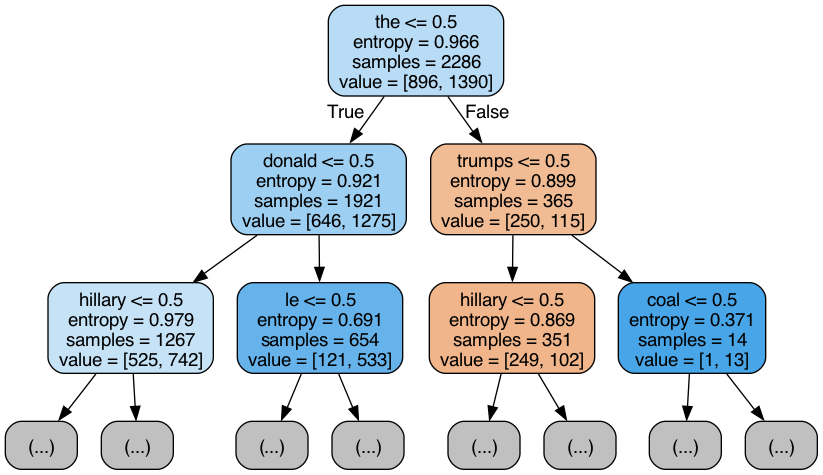 the <= 0.5
entropy = 0.966
samples = 2286
value = [896, 1390]
True
False
donald <= 0.5
entropy = 0.921
samples = 1921
value = [646, 1275]
trumps <= 0.5
entropy = 0.899
samples = 365
value = [250, 115]
hillary <= 0.5
entropy = 0.979
samples = 1267
value = [525, 742]
le <= 0.5
entropy = 0.691
samples = 654
value = [121, 533]
hillary <= 0.5
entropy = 0.869
samples = 351
value = [249, 102]
coal <= 0.5
entropy = 0.371
samples = 14
value = [1, 13]
(...)
(...)
(...)
(...)
(...)
(...)
(...)
(...)